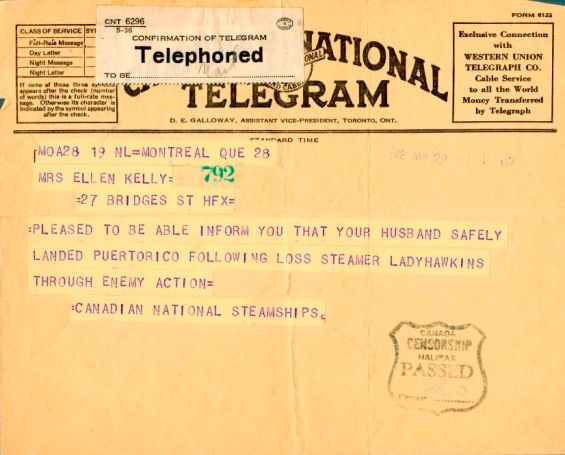 FORM 6122
CLASS OF SERVICE SYM
Full-Rate Message
Day Letter
Night Message
Night Letter
If none of these three symbols
appears after the check (number
of words) this is a full-rate mes-
sage. Otherwise its character is
indicated by the symbol appearing
after the check.
CNT 6296
5-36
CONFIRMATION OF TELEGRAM
Telephoned
TO BE
NATIONAL
TELEGRAM
D. E. GALLOWAY, ASSISTANT VICE-PRESIDENT, TORONTO, ONT.
Exclusive Connection
with
WESTERN UNION
TELEGRAPH CO.
Cable Service
to all the World
Money Transferred
by Telegraph
STANDARD TIME
MOA28 19 NL=MONTREAL QUE 28
JAN 29
MRS ELLEN KELLY= 792
=27 BRIDGES ST HFX=
=PLEASED TO BE ABLE INFORM YOU THAT YOUR HUSBAND SAFELY
LANDED PUERTORICO FOLLOWING LOSS STEAMER LADYHAWKINS
THROUGH ENEMY ACTION=
=CANADIAN NATIONAL STEAMSHIPS.
CANADA
CENSORSHIP
HALIFAX
PASSED